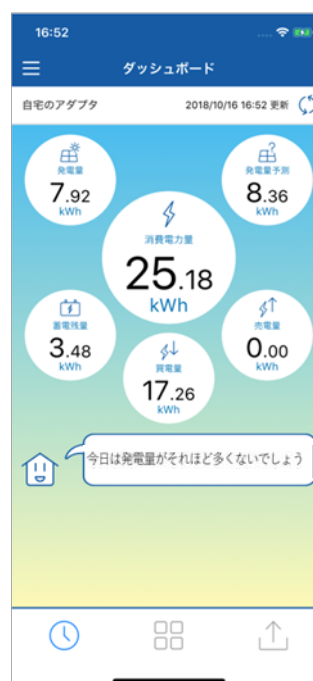 16:52
ダッシュボード
自宅のアダプタ
2018/10/16 16:52 更新
発電量
7.92
kWh
発電量予測
8.36
kWh
消費電力量
25.18
kWh
蓄電残量
3.48
kWh
売電量
0.00
kWh
買電量
17.26
kWh
今日は発電量がそれほど多くないでしょう